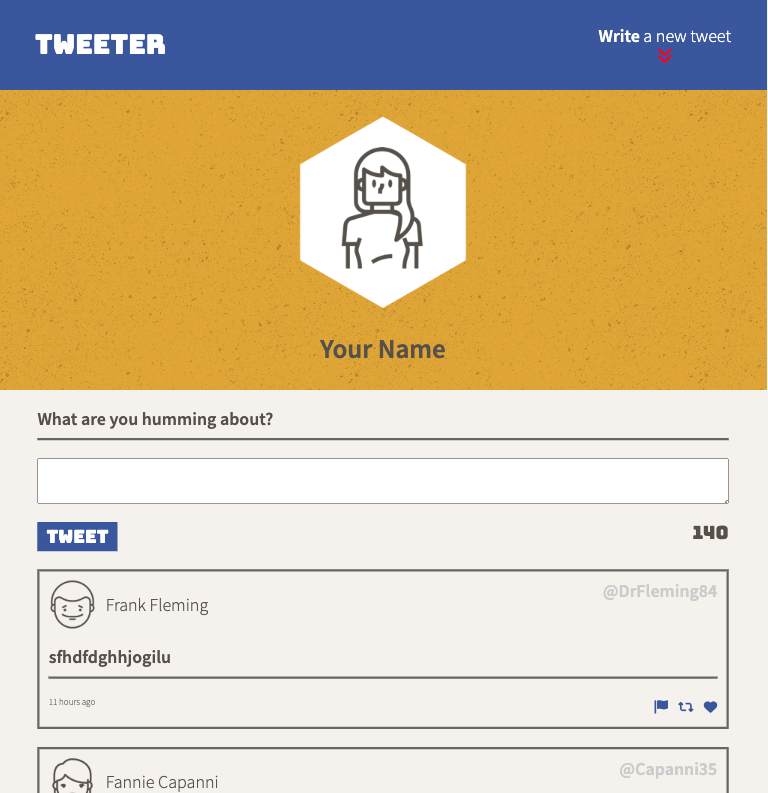 TWEETER
Write a new tweet
Your Name
What are you humming about?
TWEET
140
Frank Fleming
@DrFleming84
sfhdfdghhjogilu
11 hours ago
Fannie Capanni
@Capanni35